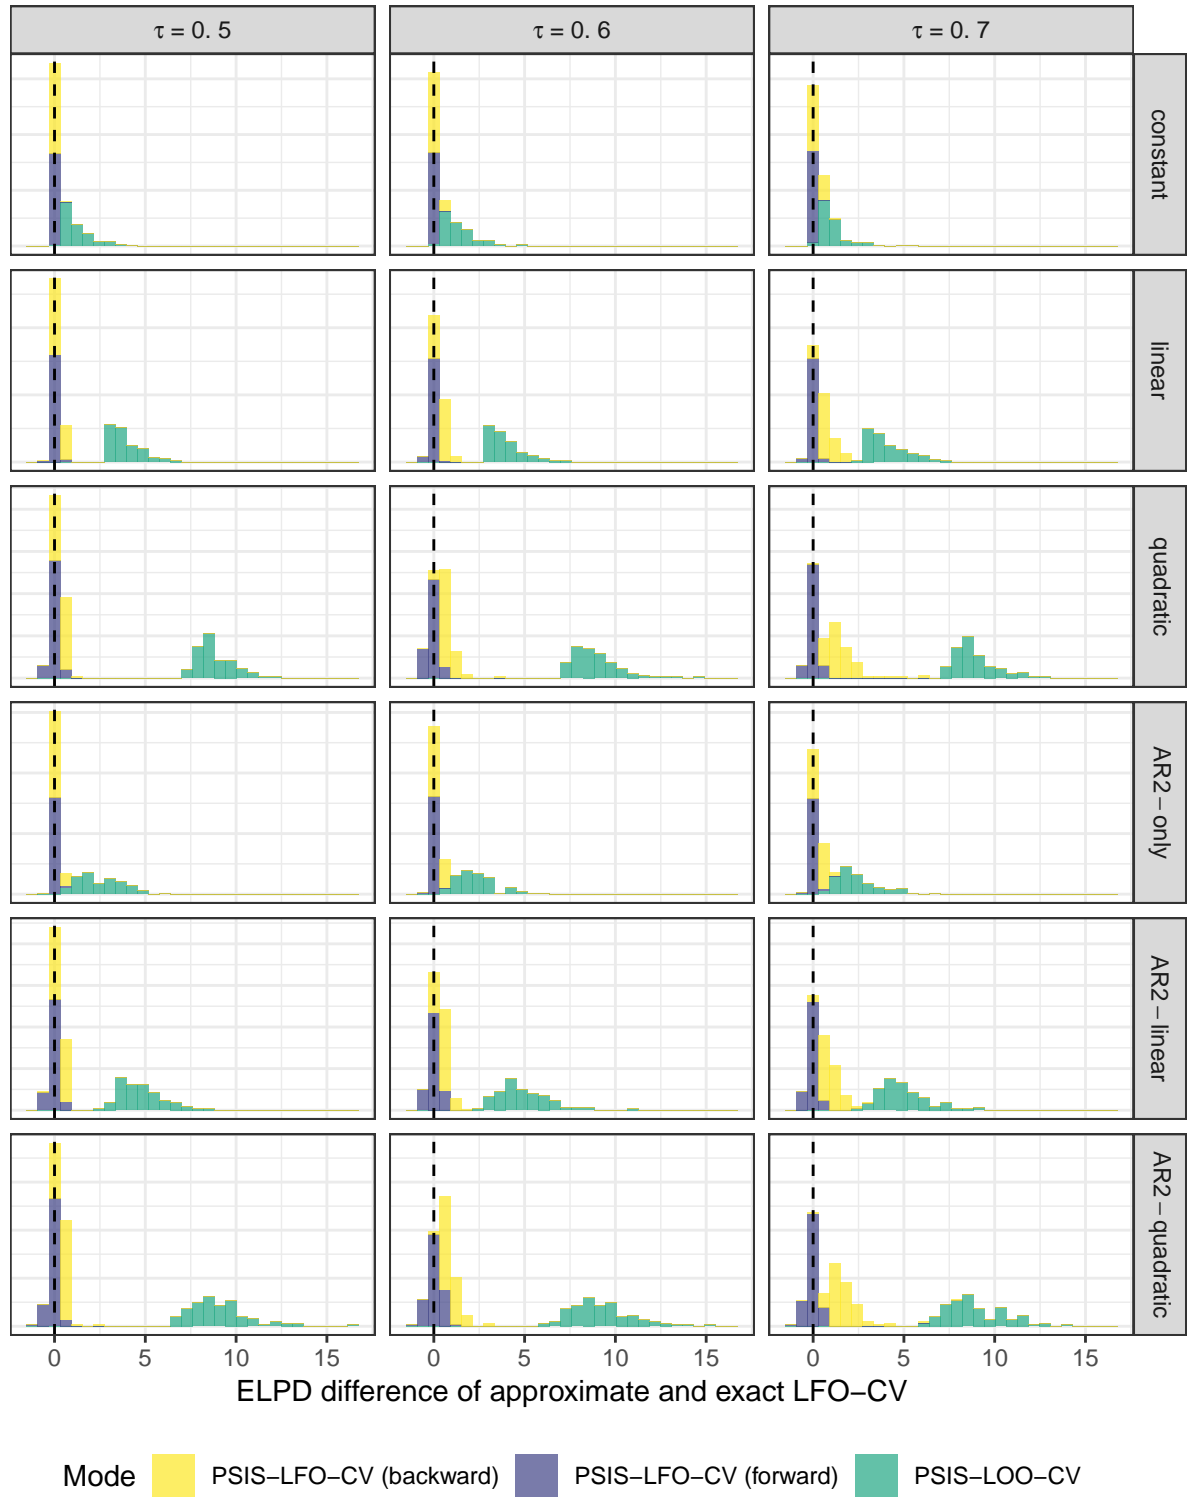 τ = 0. 5
τ = 0. 6
τ = 0. 7
constant
linear
quadratic
AR2−only
AR2−linear
AR2−quadratic
0 5 10 15 0 5 10 15 0 5 10 15
ELPD difference of approximate and exact LFO−CV
Mode PSIS−LFO−CV (backward) PSIS−LFO−CV (forward) PSIS−LOO−CV